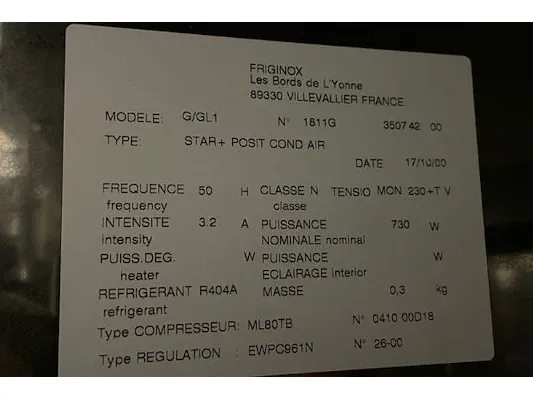 FRIGINOX
Les Bords de L'Yonne
89330 VILLEVALLIER FRANCE
MODELE: G/GL1 N° 1811G 350742 00
TYPE: STAR+ POSIT COND AIR
DATE 17/10/00
FREQUENCE 50 H CLASSE N TENSIO MON 230+T V
frequency classe
INTENSITE 3.2 A PUISSANCE 730 W
intensity NOMINALE nominal
PUISS.DEG. W PUISSANCE W
heater ECLAIRAGE interior
REFRIGERANT R404A MASSE 0,3 kg
refrigerant
Type COMPRESSEUR: ML80TB N° 0410 00D18
Type REGULATION : EWPC961N N° 26-00